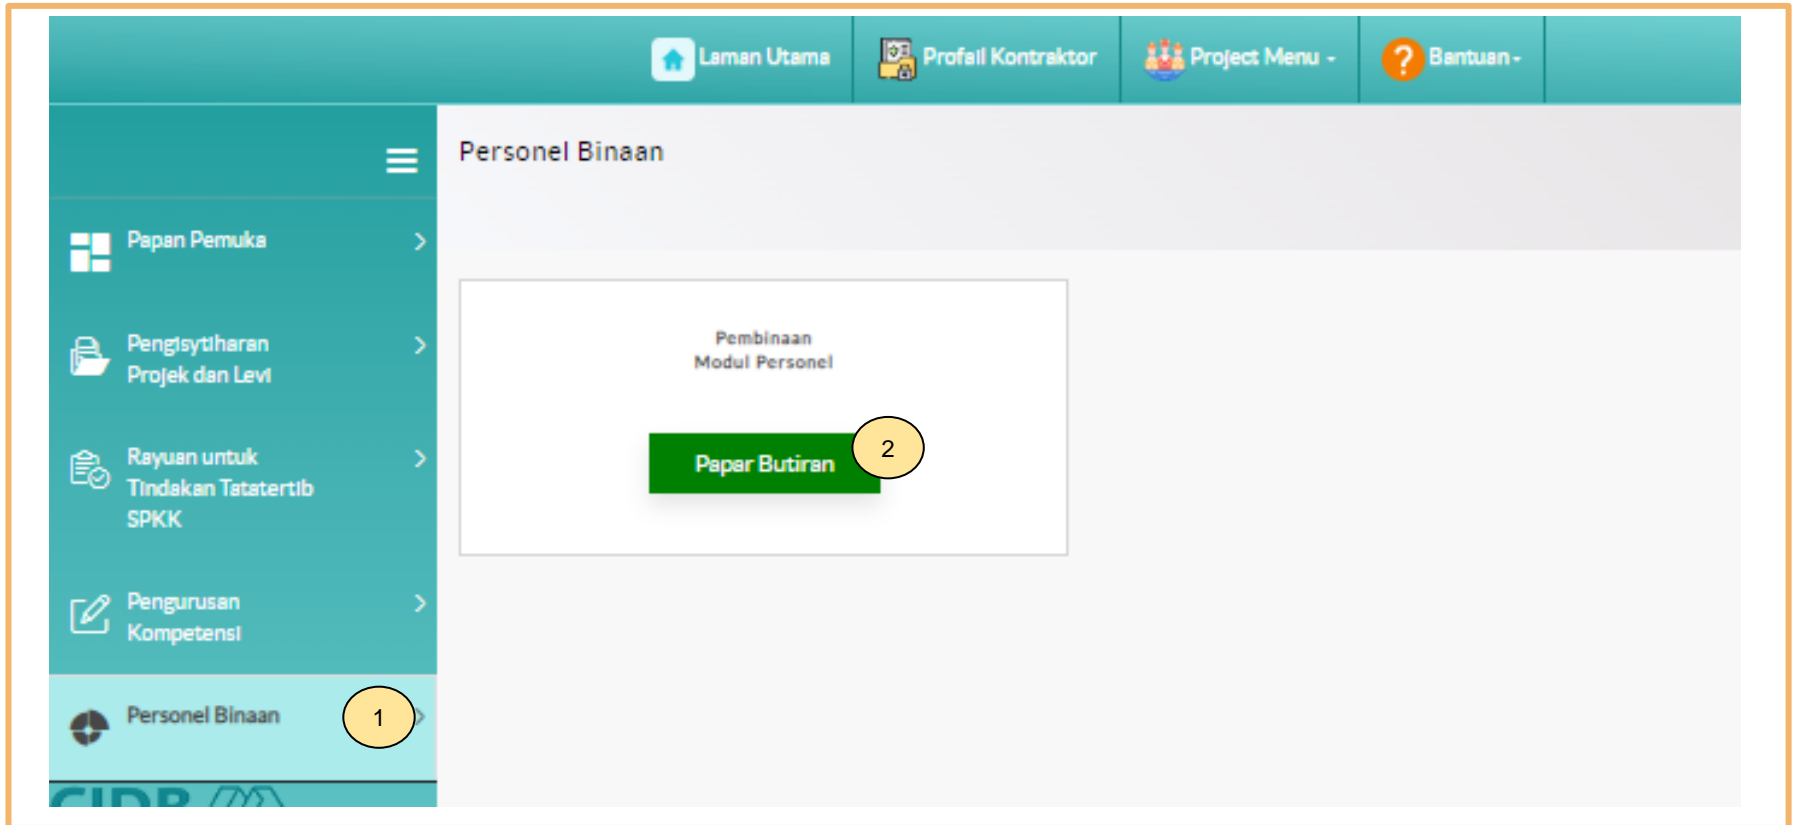 Laman Utama
Profail Kontraktor
Project Menu -
Bantuan -
Personel Binaan
Papan Pemuka
Pengisytiharan
Projek dan Levi
Rayuan untuk
Tindakan Tatatertib
SPKK
Pengurusan
Kompetensi
Personel Binaan
1
CIDB
Pembinaan
Modul Personel
Papar Butiran
2